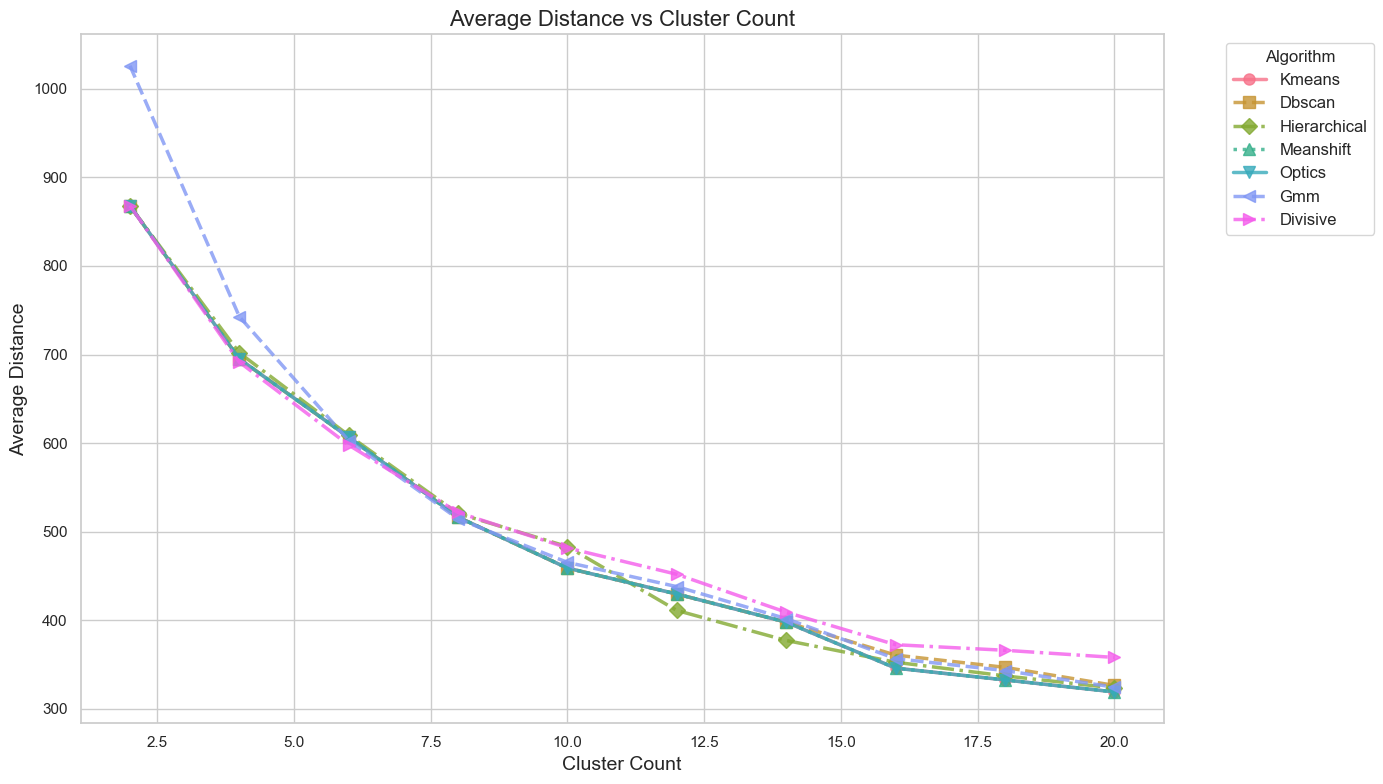 Average Distance vs Cluster Count
Algorithm
Kmeans
Dbscan
Hierarchical
Meanshift
Optics
Gmm
Divisive
Average Distance
1000
900
800
700
600
500
400
300
2.5 5.0 7.5 10.0 12.5 15.0 17.5 20.0
Cluster Count